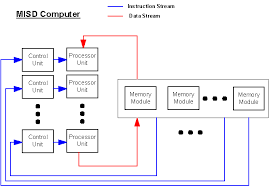 MISD Computer
Instruction Stream
Data Stream
Control Unit
Processor Unit
Control Unit
Processor Unit
Memory Module
Memory Module
Memory Module
Control Unit
Processor Unit